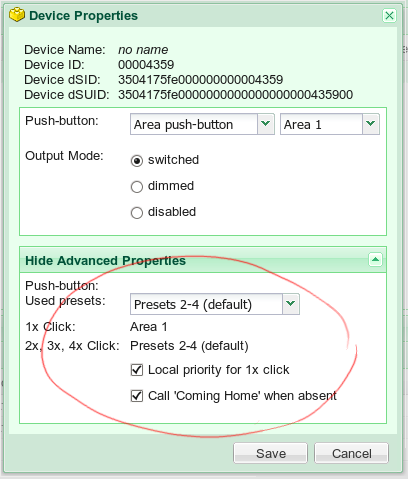 Device Properties
Device Name: no name
Device ID: 00004359
Device dSID: 3504175fe000000000004359
Device dSUID: 3504175fe0000000000000000000435900
Push-button: Area push-button Area 1
Output Mode: switched
dimmed
disabled
Hide Advanced Properties
Push-button:
Used presets: Presets 2-4 (default)
1x Click: Area 1
2x, 3x, 4x Click: Presets 2-4 (default)
Local priority for 1x click
Call 'Coming Home' when absent
Save Cancel